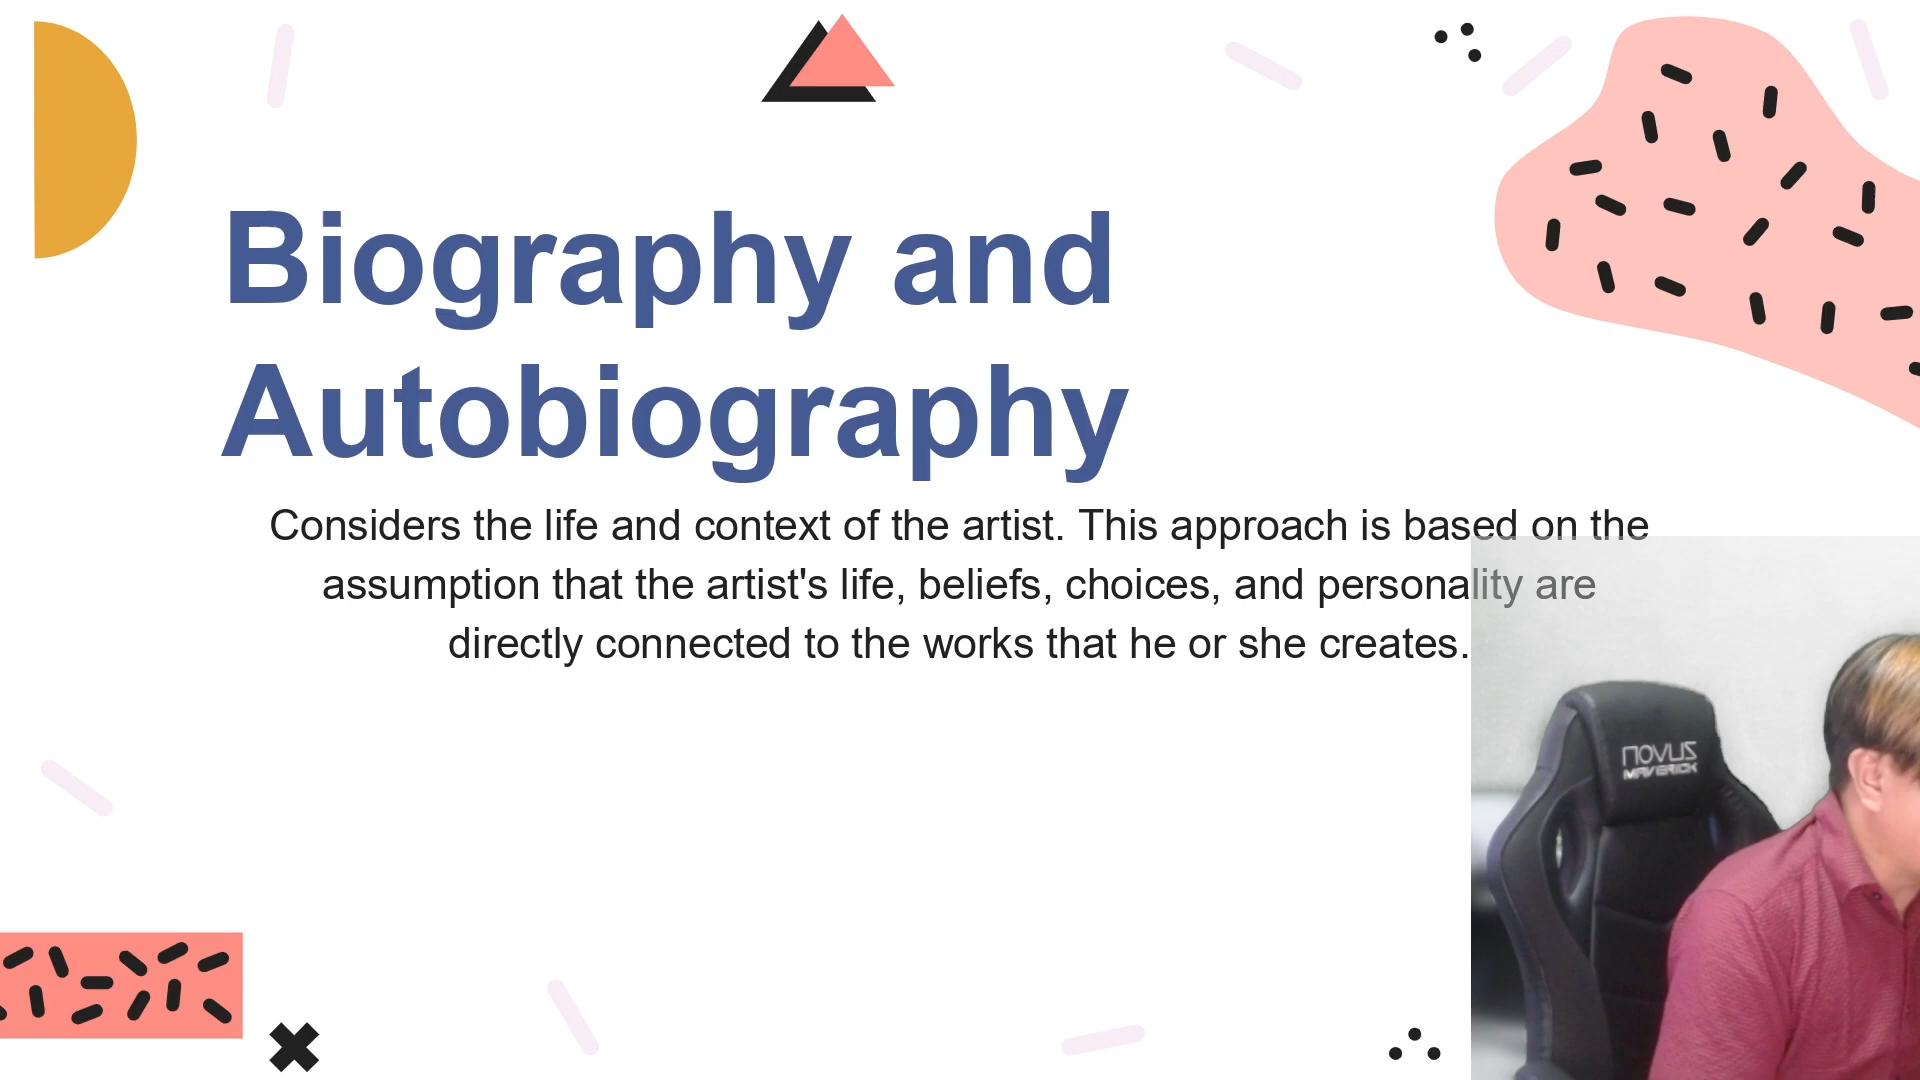 Biography and
Autobiography
Considers the life and context of the artist. This approach is based on the
assumption that the artist's life, beliefs, choices, and personality are
directly connected to the works that he or she creates.
NOVUS
MAVERICK